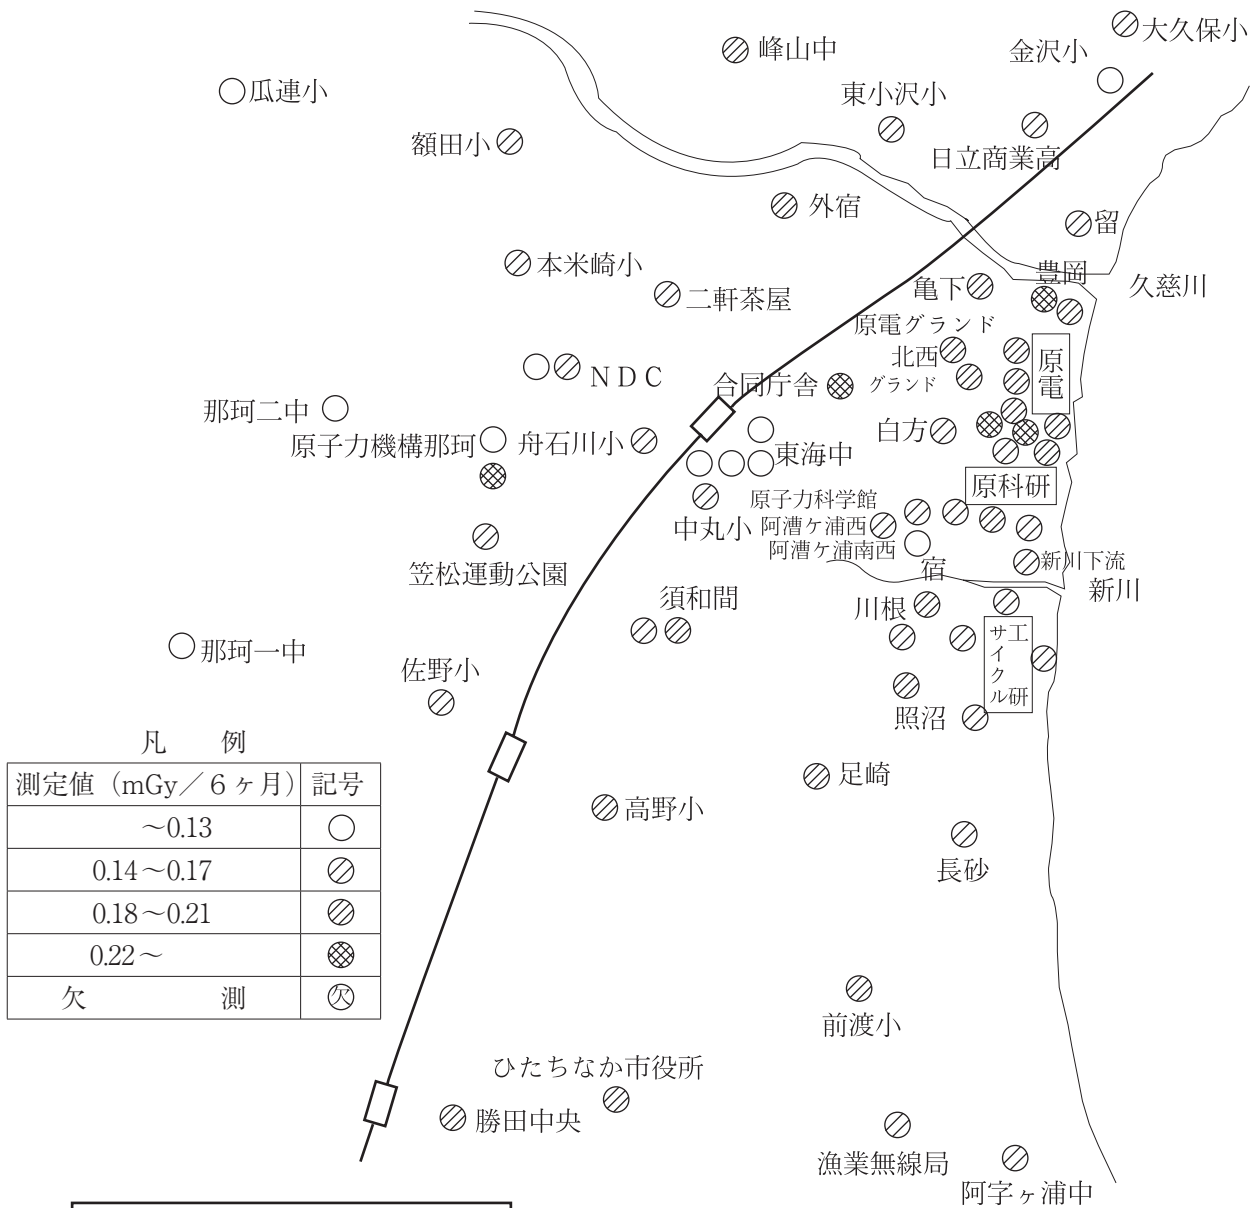 大久保小
峰山中
金沢小
瓜連小
東小沢小
額田小
日立商業高
外宿
留
本米崎小
豊岡
久慈川
亀下
二軒茶屋
原電グランド
北西
原電
NDC
合同庁舎
グランド
那珂二中
原子力機構那珂
舟石川小
白方
東海中
原科研
原子力科学館
中丸小
阿漕ケ浦西
阿漕ケ浦南西
新川下流
笠松運動公園
宿
新川
須和間
川根
サイクル工研
那珂一中
佐野小
照沼
凡 例
測定値(mGy/6ヶ月) 記号
~0.13
0.14~0.17
0.18~0.21
0.22~
欠 測 欠
足崎
高野小
長砂
前渡小
ひたちなか市役所
勝田中央
漁業無線局
阿字ヶ浦中